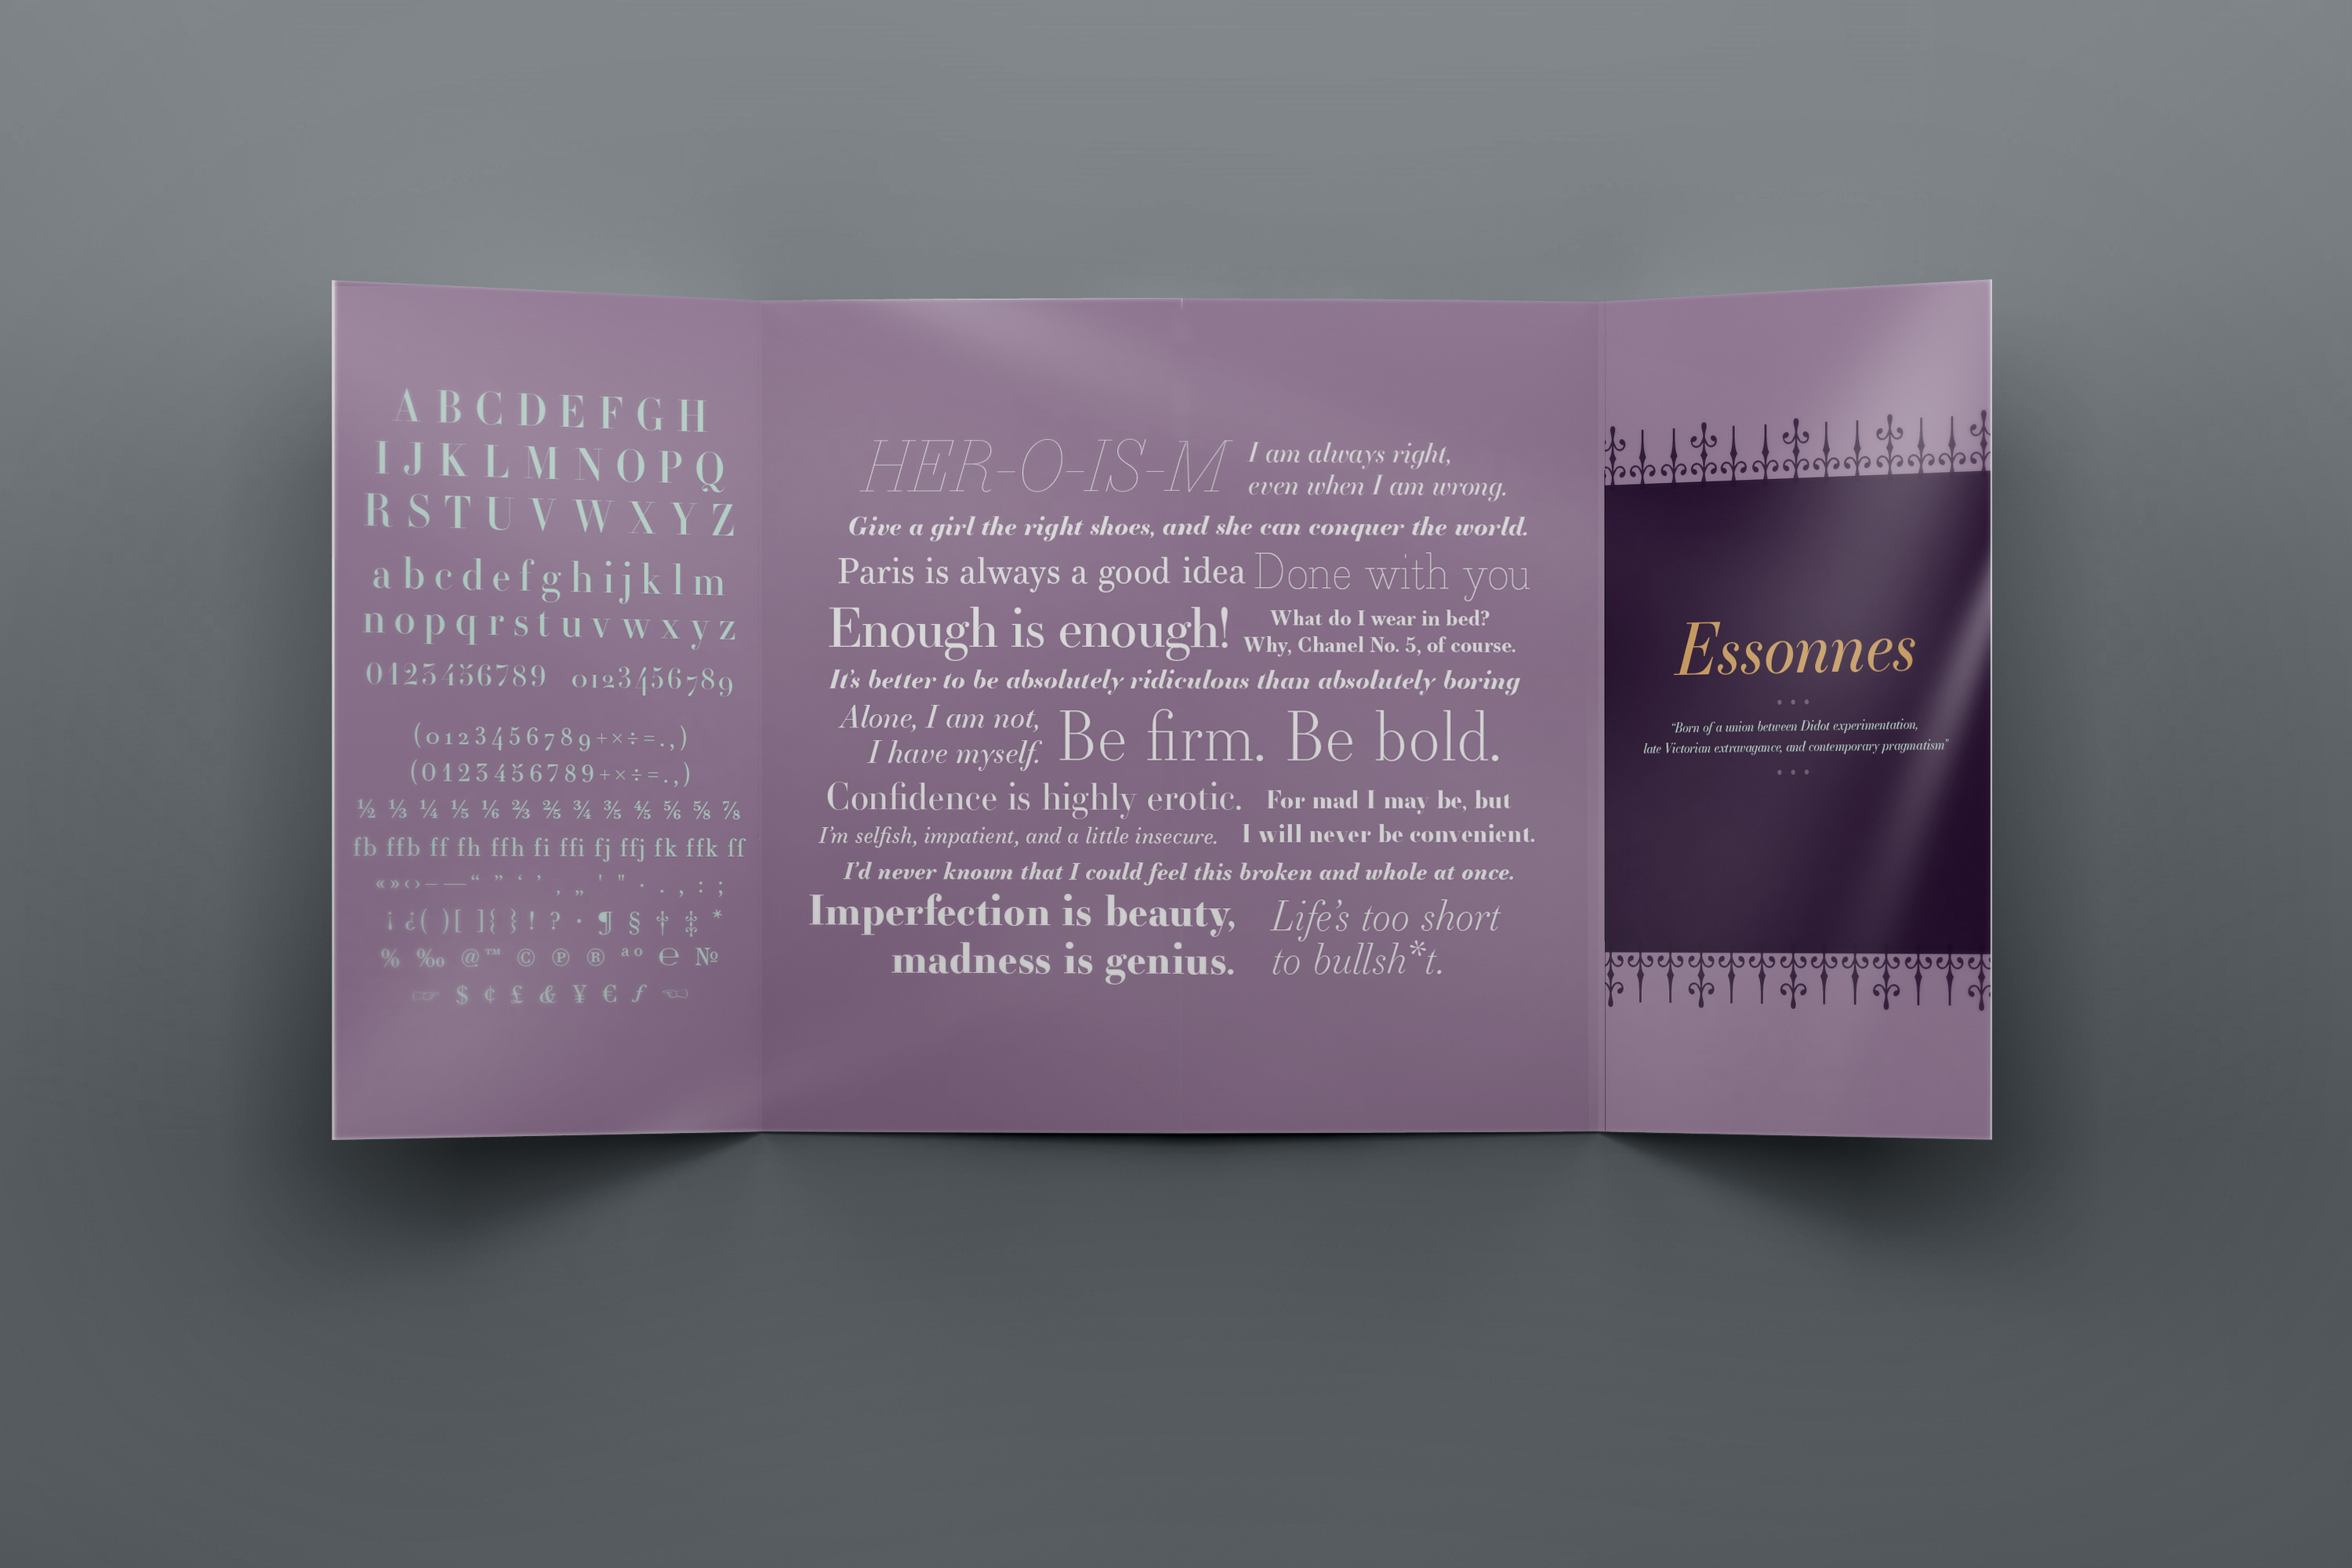 A B C D E F G H
I J K L M N O P Q
R S T U V W X Y Z
a b c d e f g h i j k l m
n o p q r s t u v w x y z
0123456789 0123456789
(0123456789+×÷=.,)
(0123456789+×÷=.,)
½ ⅓ ¼ ⅕ ⅙ ⅔ ⅖ ¾ ⅗ ⅘ ⅚ ⅝ ⅞
fb ffb ff fh ffh fi ffi fj ffj fk ffk ſſ
«»‹›–—“ ” ‘ ’ ‚ „ ' " · . , : ;
¡ ¿ ( ) [ ] { } ! ? · ¶ § † ‡ *
% ‰ @ ™ © ℗ ® ª º ℮ №
☞ $ ¢ £ & ¥ € ƒ ☜
HER-O-IS-M
I am always right,
even when I am wrong.
Give a girl the right shoes, and she can conquer the world.
Paris is always a good idea
Done with you
Enough is enough!
What do I wear in bed?
Why, Chanel No. 5, of course.
It's better to be absolutely ridiculous than absolutely boring
Alone, I am not,
I have myself.
Be firm. Be bold.
Confidence is highly erotic.
I'm selfish, impatient, and a little insecure.
For mad I may be, but
I will never be convenient.
I'd never known that I could feel this broken and whole at once.
Imperfection is beauty,
madness is genius.
Life's too short
to bullsh*t.
Essonnes
“Born of a union between Didot experimentation,
late Victorian extravagance, and contemporary pragmatism”